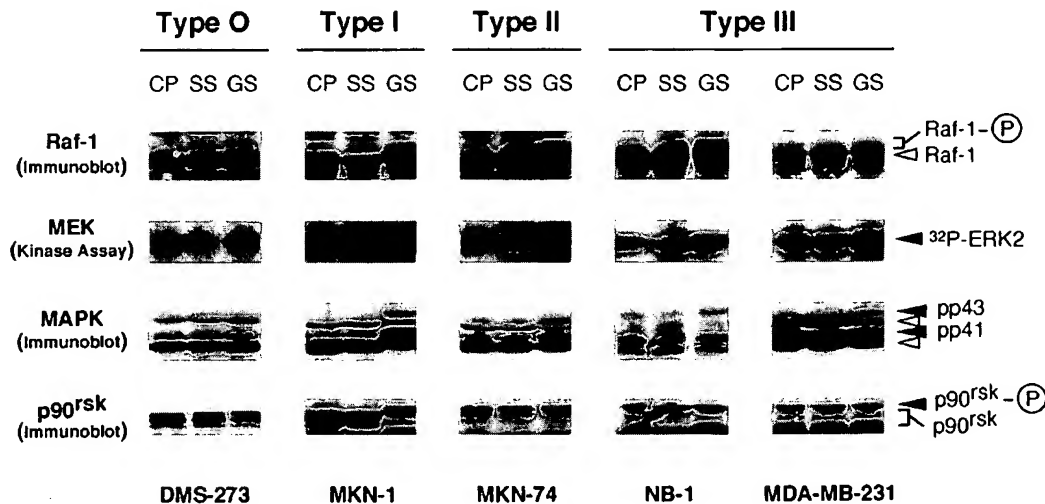 Type O Type I Type II Type III
CP SS GS CP SS GS CP SS GS CP SS GS CP SS GS
Raf-1
(Immunoblot)
Raf-1-Ⓟ
Raf-1
MEK
(Kinase Assay)
³²P-ERK2
MAPK
(Immunoblot)
pp43
pp41
p90ʳˢᵏ
(Immunoblot)
p90ʳˢᵏ-Ⓟ
p90ʳˢᵏ
DMS-273 MKN-1 MKN-74 NB-1 MDA-MB-231